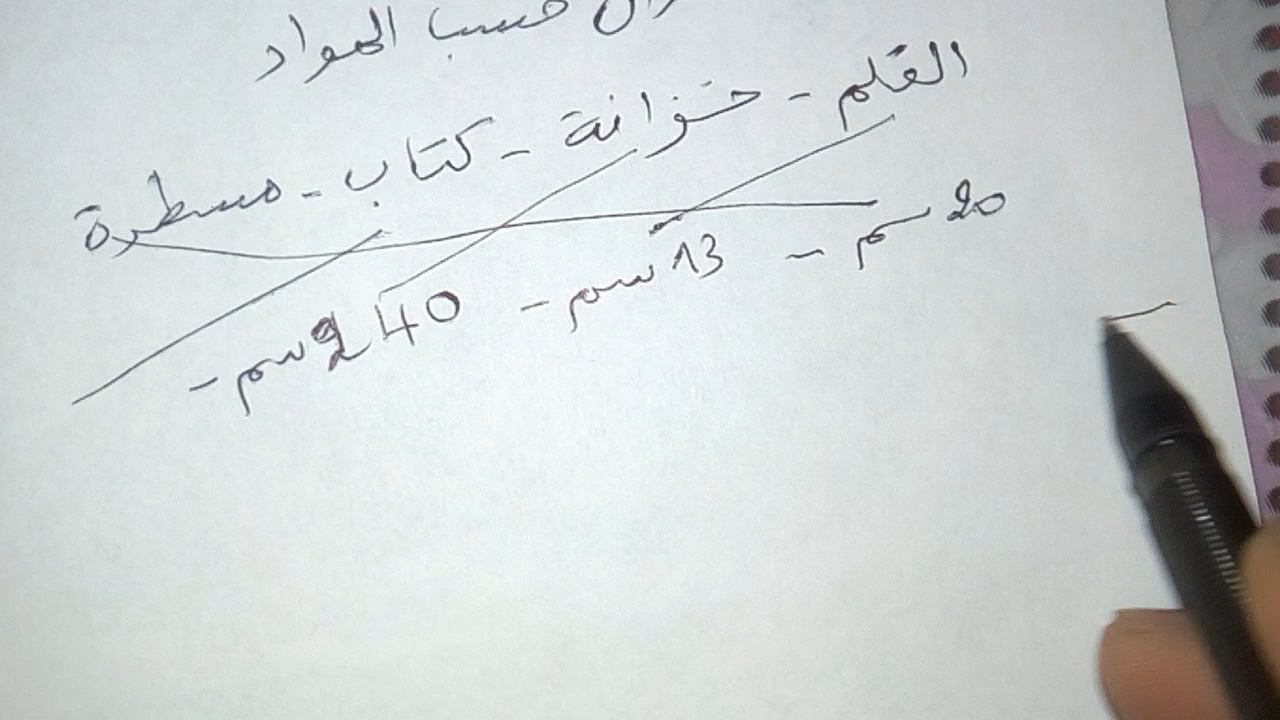 حسب المواد
القلم - خزانة - كتاب - مسطرة
20 سم - 13 سم - 240 سم -